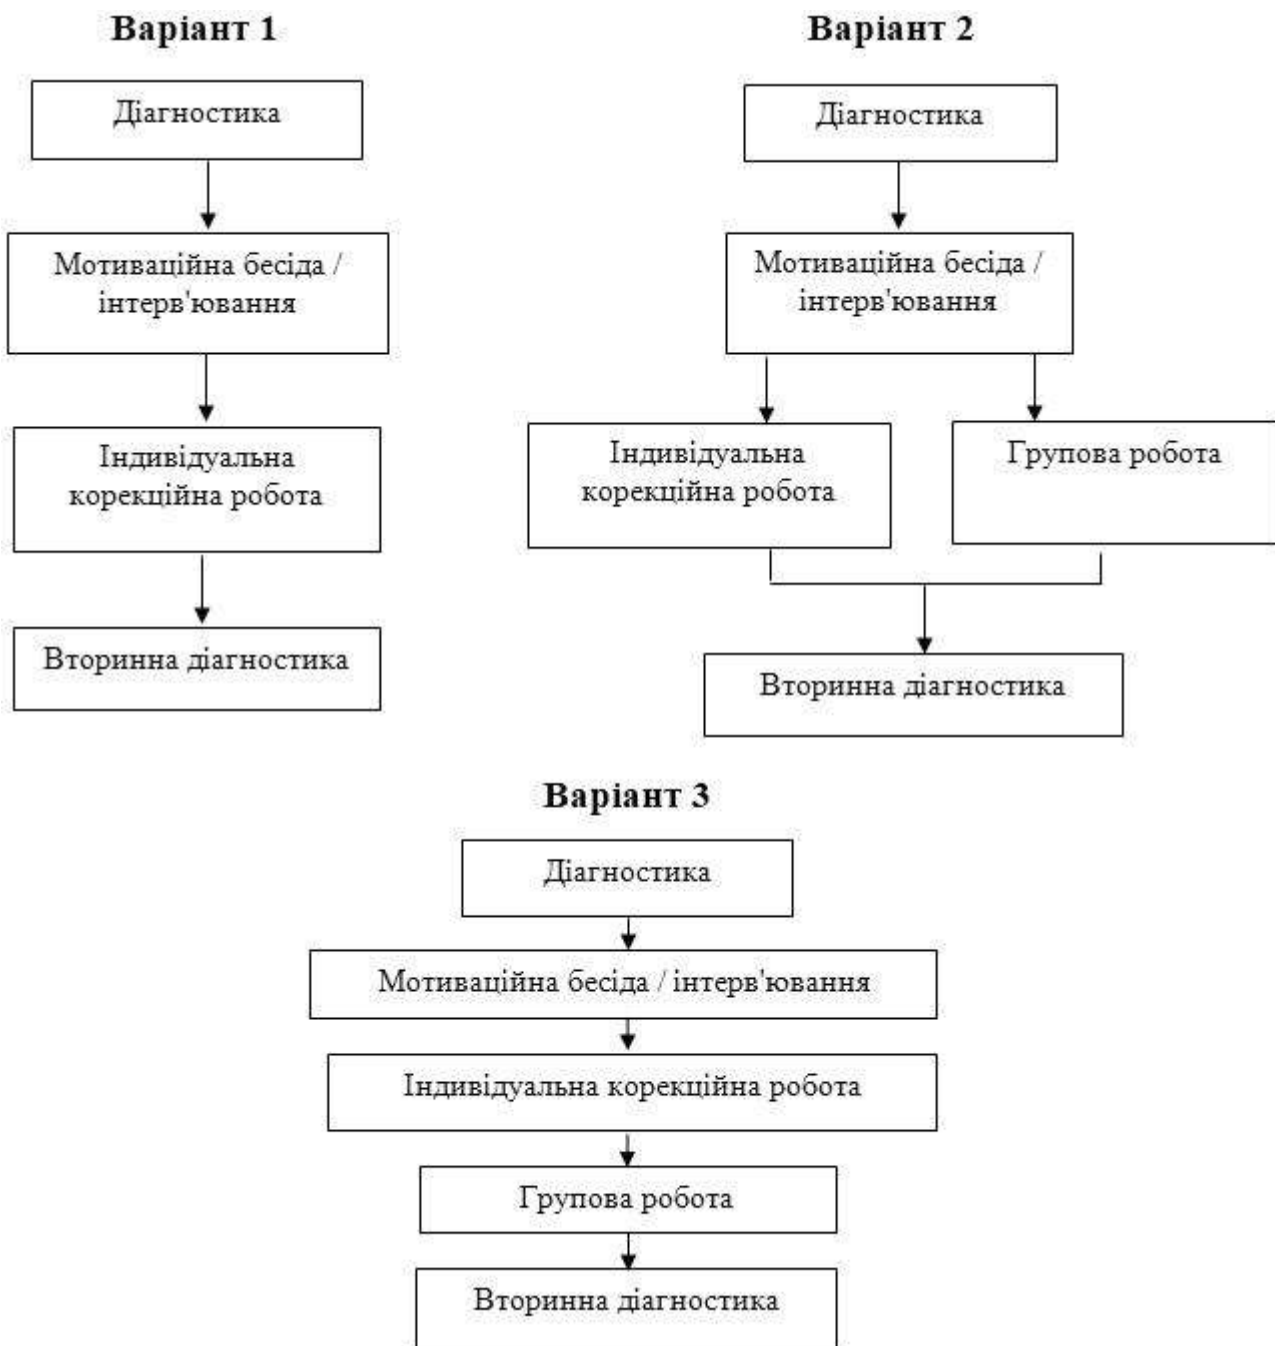 Варіант 1
Діагностика
Мотиваційна бесіда /
інтерв'ювання
Індивідуальна
корекційна робота
Вторинна діагностика
Варіант 2
Діагностика
Мотиваційна бесіда /
інтерв'ювання
Індивідуальна
корекційна робота
Групова робота
Вторинна діагностика
Варіант 3
Діагностика
Мотиваційна бесіда / інтерв'ювання
Індивідуальна корекційна робота
Групова робота
Вторинна діагностика